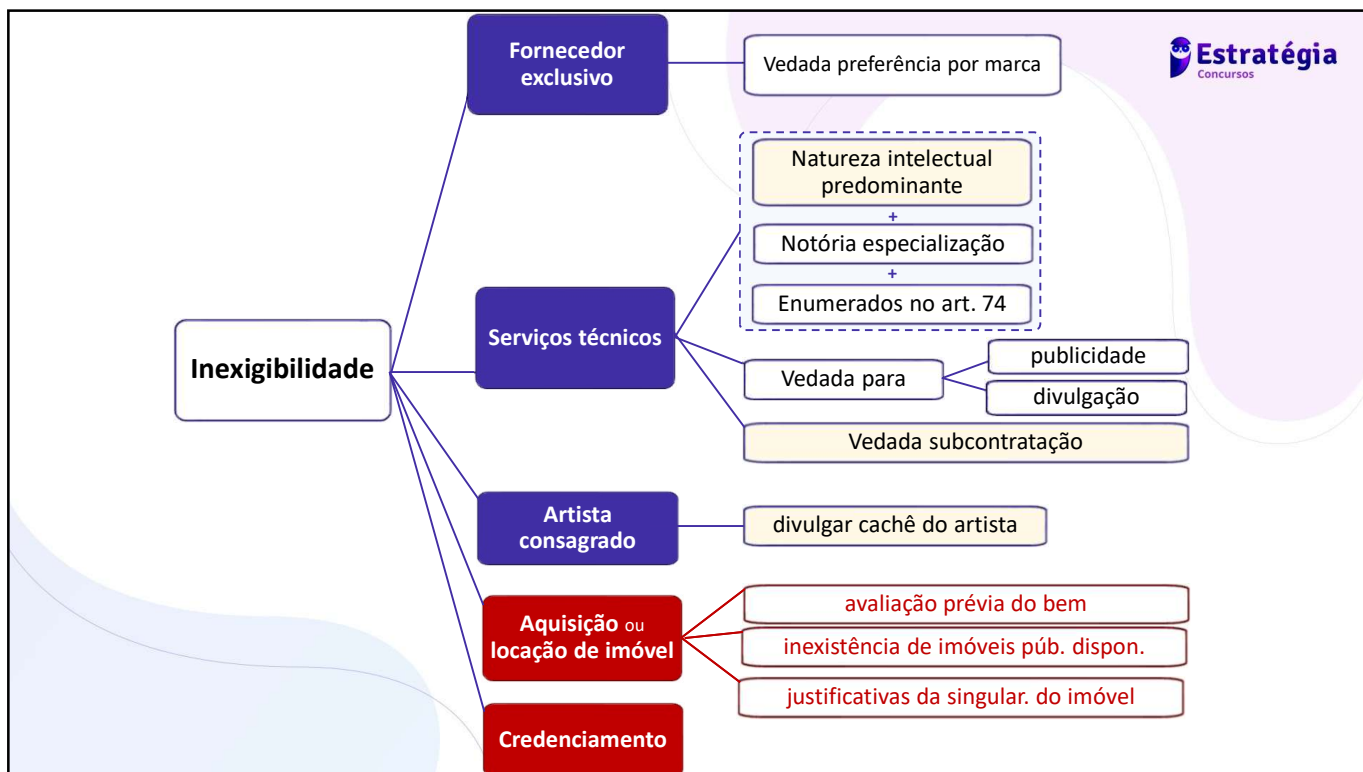 Fornecedor
exclusivo
Vedada preferência por marca
Estratégia
Concursos
Natureza intelectual
predominante
+
Notória especialização
+
Enumerados no art. 74
Inexigibilidade
Serviços técnicos
Vedada para
publicidade
divulgação
Vedada subcontratação
Artista
consagrado
divulgar cachê do artista
Aquisição ou
locação de imóvel
avaliação prévia do bem
inexistência de imóveis púb. dispon.
justificativas da singular. do imóvel
Credenciamento